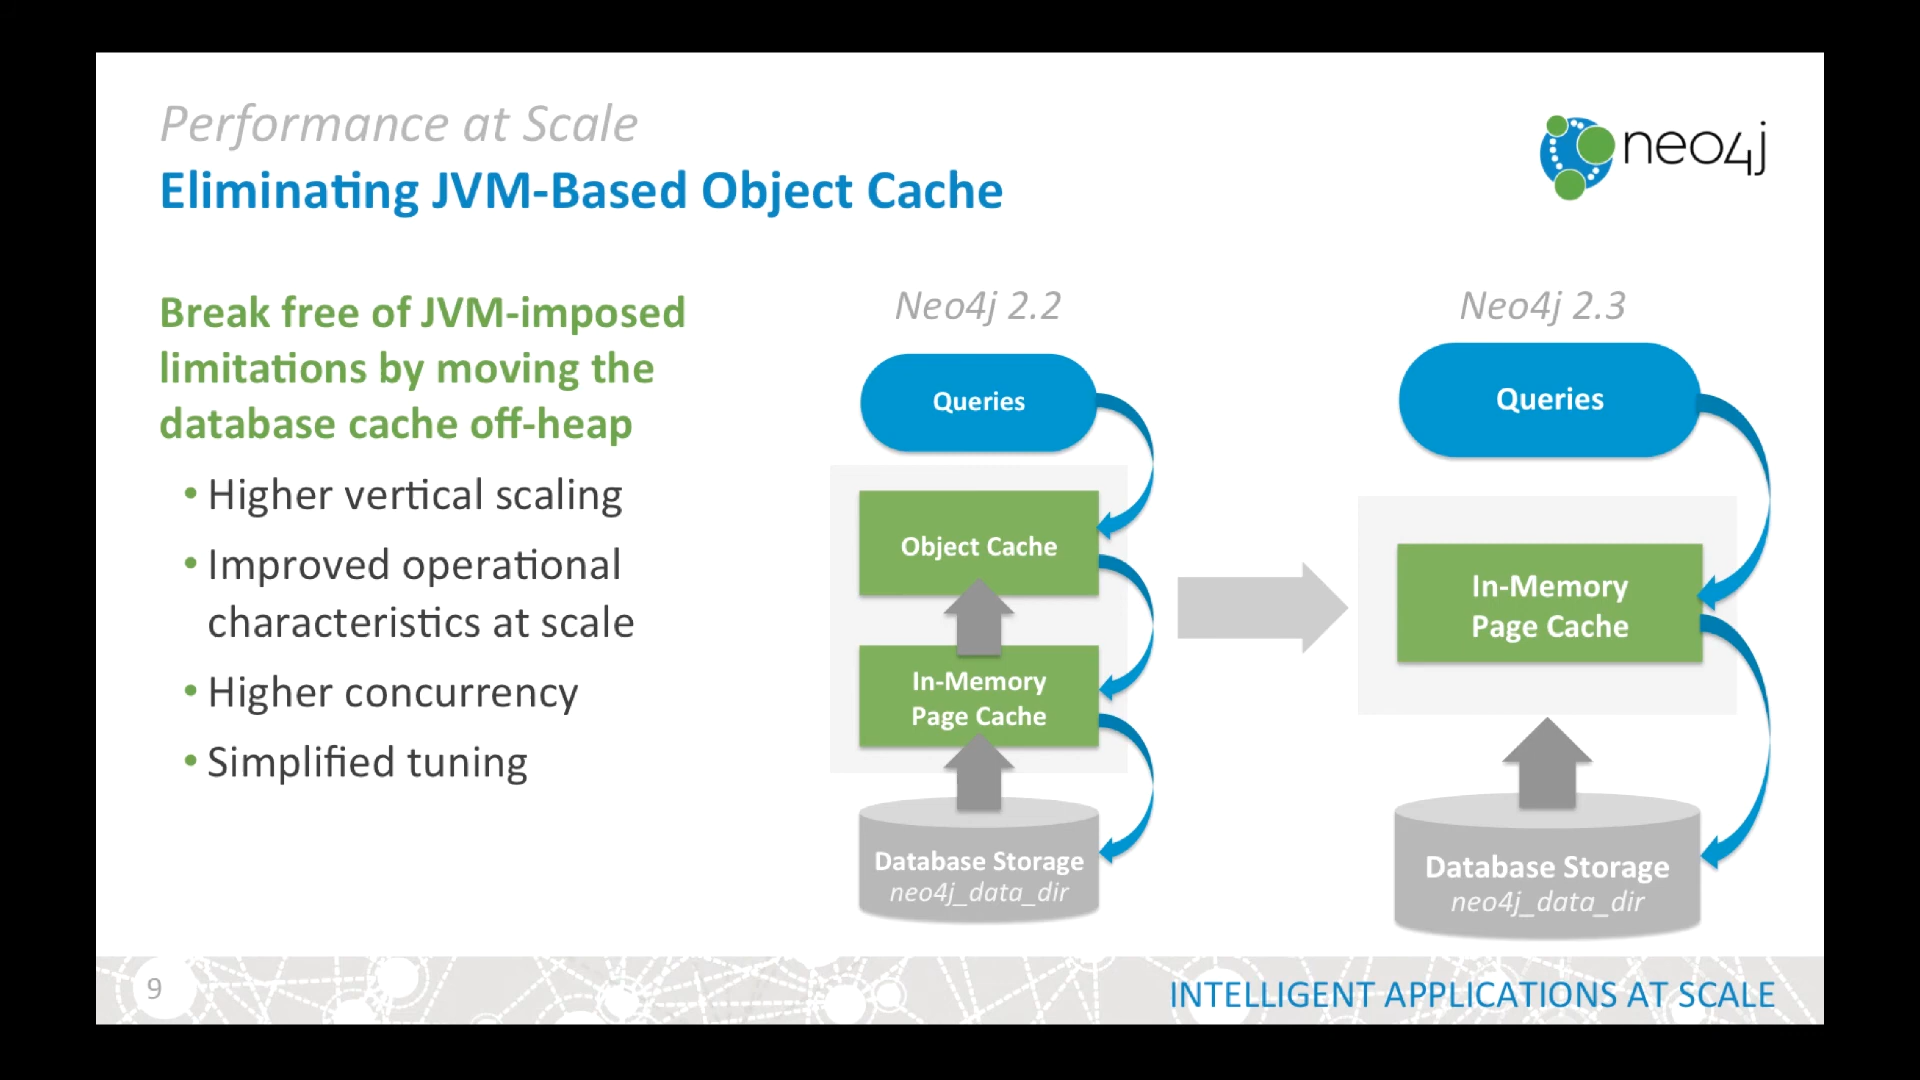 Performance at Scale
Eliminating JVM-Based Object Cache
neo4j
Break free of JVM-imposed
limitations by moving the
database cache off-heap
• Higher vertical scaling
• Improved operational
characteristics at scale
• Higher concurrency
• Simplified tuning
Neo4j 2.2
Queries
Object Cache
In-Memory
Page Cache
Database Storage
neo4j_data_dir
Neo4j 2.3
Queries
In-Memory
Page Cache
Database Storage
neo4j_data_dir
9
INTELLIGENT APPLICATIONS AT SCALE